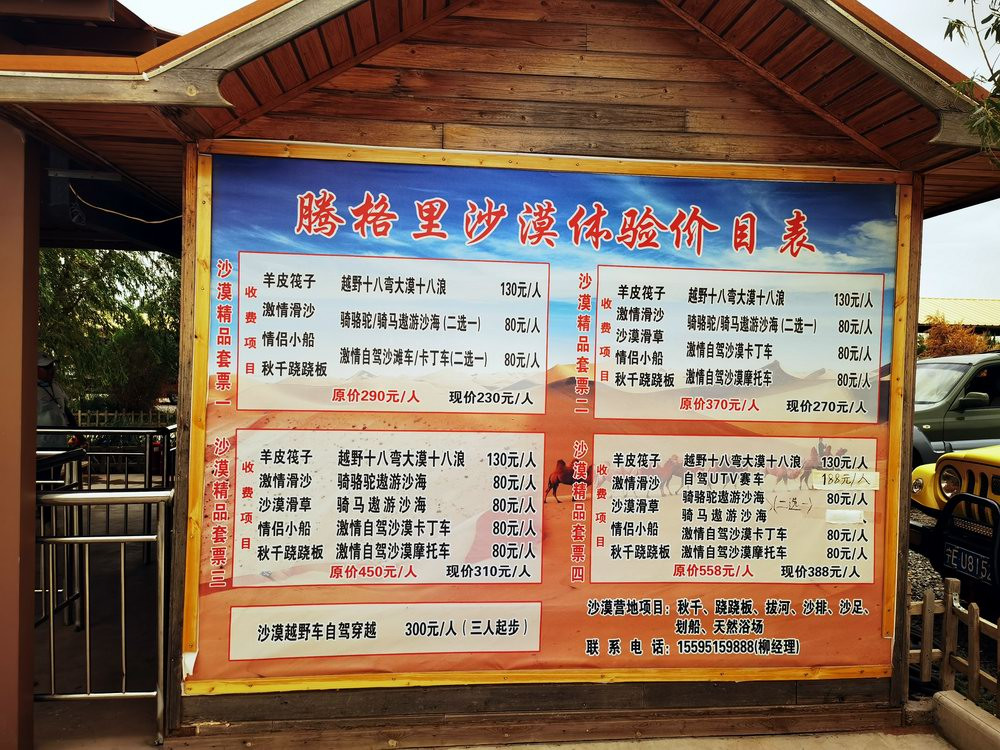 腾格里沙漠体验价目表
沙漠精品套票一
收费项目
羊皮筏子 越野十八弯大漠十八浪 130元/人
激情滑沙
骑骆驼/骑马遨游沙海(二选一) 80元/人
情侣小船
激情自驾沙滩车/卡丁车(二选一) 80元/人
秋千跷跷板
原价290元/人 现价230元/人
沙漠精品套票二
收费项目
羊皮筏子 越野十八弯大漠十八浪 130元/人
激情滑沙
骑骆驼/骑马遨游沙海(二选一) 80元/人
沙漠滑草
情侣小船 激情自驾沙漠卡丁车 80元/人
秋千跷跷板 激情自驾沙漠摩托车 80元/人
原价370元/人 现价270元/人
沙漠精品套票三
收费项目
羊皮筏子 越野十八弯大漠十八浪 130元/人
激情滑沙 骑骆驼遨游沙海 80元/人
沙漠滑草 骑马遨游沙海 80元/人
情侣小船 激情自驾沙漠卡丁车 80元/人
秋千跷跷板 激情自驾沙漠摩托车 80元/人
原价450元/人 现价310元/人
沙漠精品套票四
收费项目
羊皮筏子 越野十八弯大漠十八浪 130元/人
激情滑沙 自驾UTV赛车 188元/人
沙漠滑草 骑骆驼遨游沙海 (二选一) 80元/人
骑马遨游沙海
情侣小船 激情自驾沙漠卡丁车 80元/人
秋千跷跷板 激情自驾沙漠摩托车 80元/人
原价558元/人 现价388元/人
沙漠越野车自驾穿越 300元/人(三人起步)
沙漠营地项目:秋千、跷跷板、拔河、沙排、沙足、
划船、天然浴场
联系电话:15595159888(柳经理)